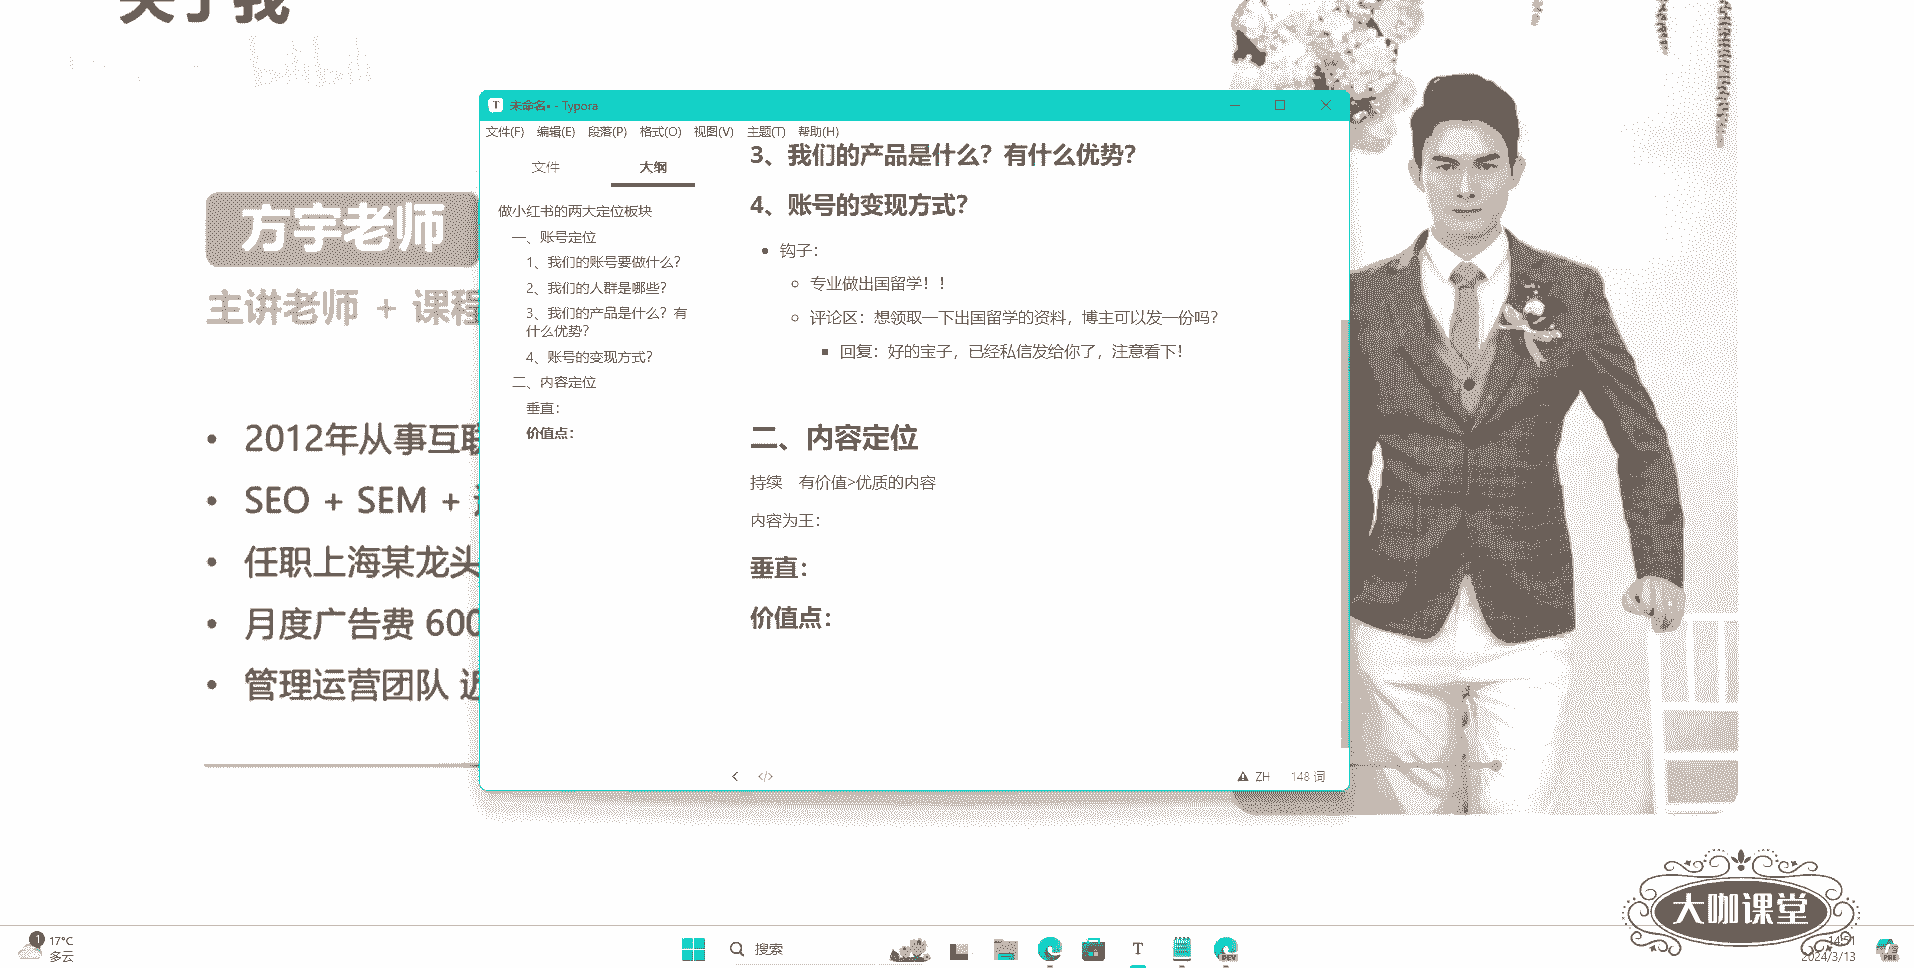 关于我
bilibili
方宇老师
主讲老师 + 课程
• 2012年从事互联
• SEO + SEM +
• 任职上海某龙头
• 月度广告费 600
• 管理运营团队 近
未命名• - Typora
文件(F) 编辑(E) 段落(P) 格式(O) 视图(V) 主题(T) 帮助(H)
文件 大纲
做小红书的两大定位板块
一、账号定位
1、我们的账号要做什么？
2、我们的人群是哪些？
3、我们的产品是什么？有
什么优势？
4、账号的变现方式？
二、内容定位
垂直：
价值点：
3、我们的产品是什么？有什么优势？
4、账号的变现方式？
• 钩子：
专业做出国留学！！
评论区：想领取一下出国留学的资料，博主可以发一份吗？
回复：好的宝子，已经私信发给你了，注意看下！
二、内容定位
持续 有价值>优质的内容
内容为王：
垂直：
价值点：
ZH 148 词
大咖课堂
1 17°C
多云
搜索
T
DEV
14:51
2024/3/13
PRE